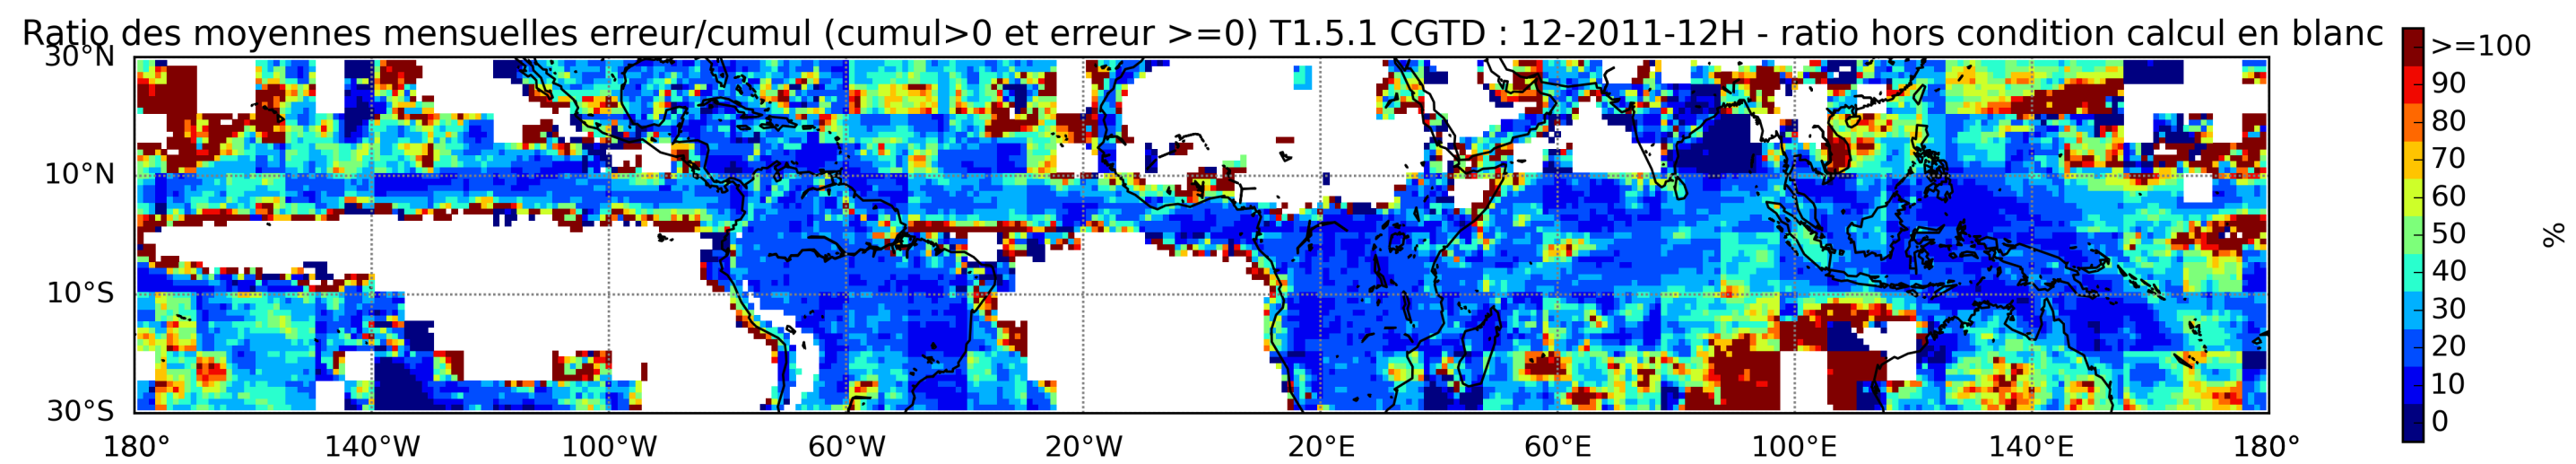 Ratio des moyennes mensuelles erreur/cumul (cumul>0 et erreur >=0) T1.5.1 CGTD : 12-2011-12H - ratio hors condition calcul en blanc
30°N
10°N
10°S
30°S
180° 140°W 100°W 60°W 20°W 20°E 60°E 100°E 140°E 180°
>=100
90
80
70
60
50
40
30
20
10
0
%